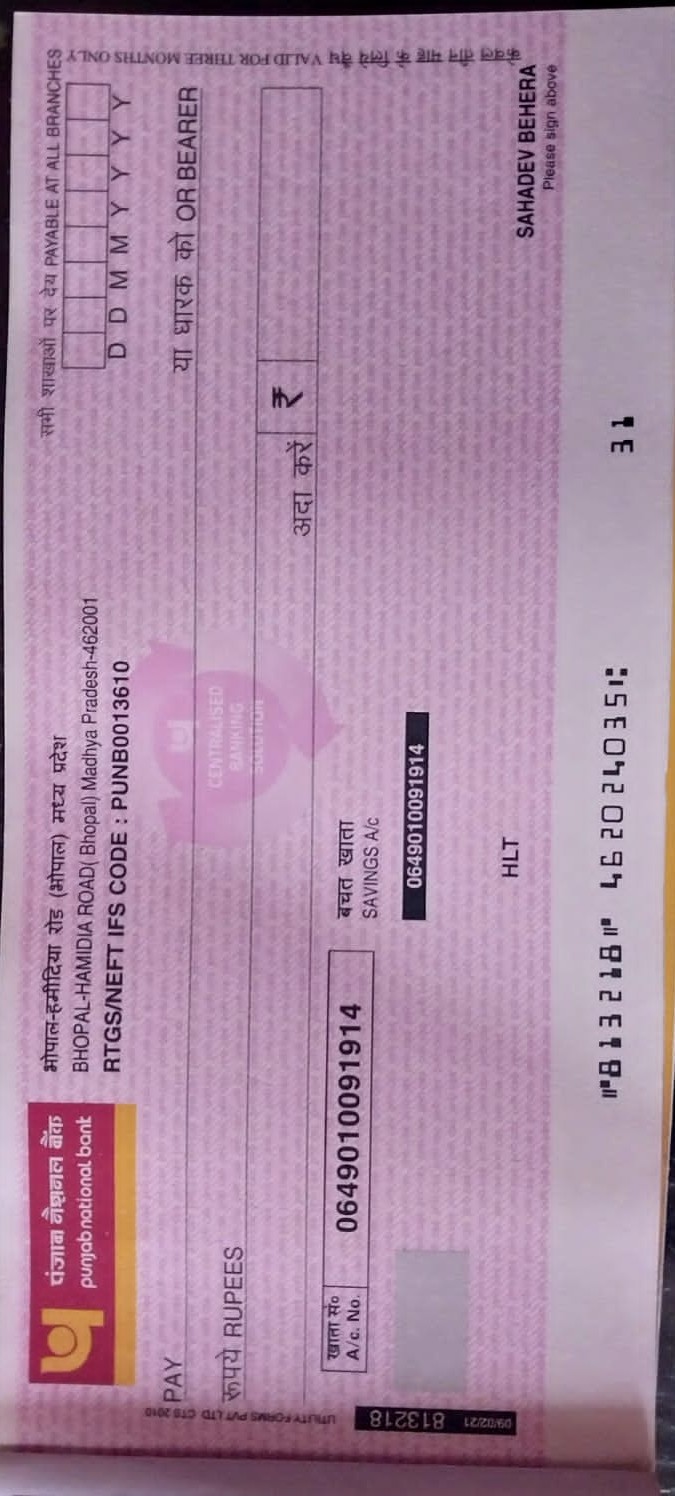 पंजाब नैशनल बैंक
punjab national bank
भोपाल-हमीदिया रोड (भोपाल) मध्य प्रदेश
BHOPAL-HAMIDIA ROAD( Bhopal) Madhya Pradesh-462001
RTGS/NEFT IFS CODE : PUNB0013610
सभी शाखाओं पर देय PAYABLE AT ALL BRANCHES
D D M M Y Y Y Y
केवल तीन माह के लिये वैध VALID FOR THREE MONTHS ONLY
PAY
या धारक को OR BEARER
CENTRALISED
BANKING
SOLUTION
रूपये RUPEES
अदा करें
₹
खाता सं०
A/c. No.
0649010091914
बचत खाता
SAVINGS A/c
0649010091914
HLT
SAHADEV BEHERA
Please sign above
UTILITY FORMS PVT LTD CTS 2010
813218
09/02/21
⑈813218⑈ 462024035⑆ 31